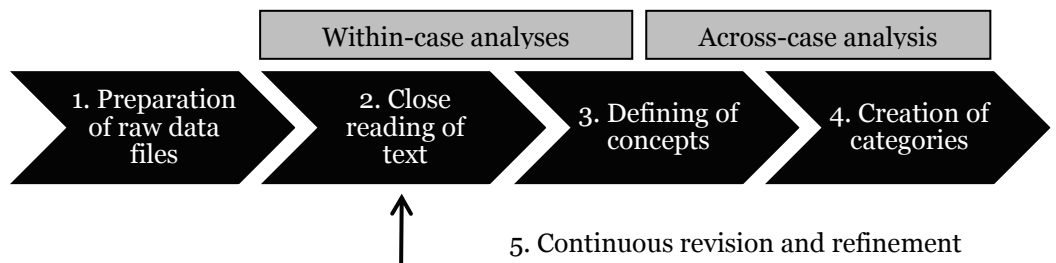 Within-case analyses
Across-case analysis
1. Preparation
of raw data
files
2. Close
reading of
text
3. Defining of
concepts
4. Creation of
categories
5. Continuous revision and refinement